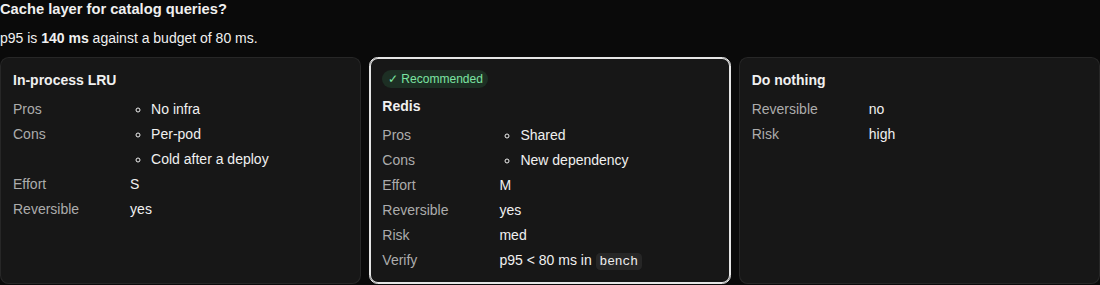 Cache layer for catalog queries?
p95 is 140 ms against a budget of 80 ms.
In-process LRU
Pros
No infra
Cons
Per-pod
Cold after a deploy
Effort
S
Reversible
yes
✓ Recommended
Redis
Pros
Shared
Cons
New dependency
Effort
M
Reversible
yes
Risk
med
Verify
p95 < 80 ms in bench
Do nothing
Reversible
no
Risk
high